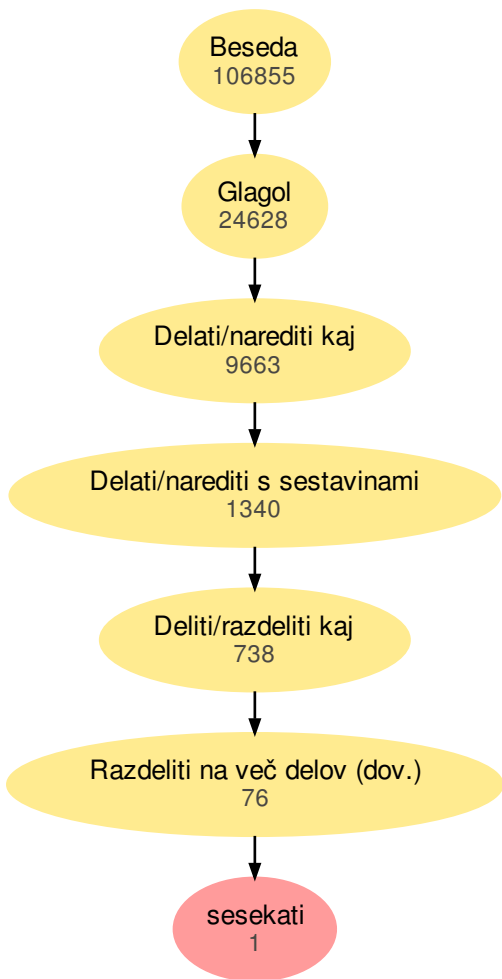 Beseda
106855
Glagol
24628
Delati/narediti kaj
9663
Delati/narediti s sestavinami
1340
Deliti/razdeliti kaj
738
Razdeliti na več delov (dov.)
76
sesekati
1